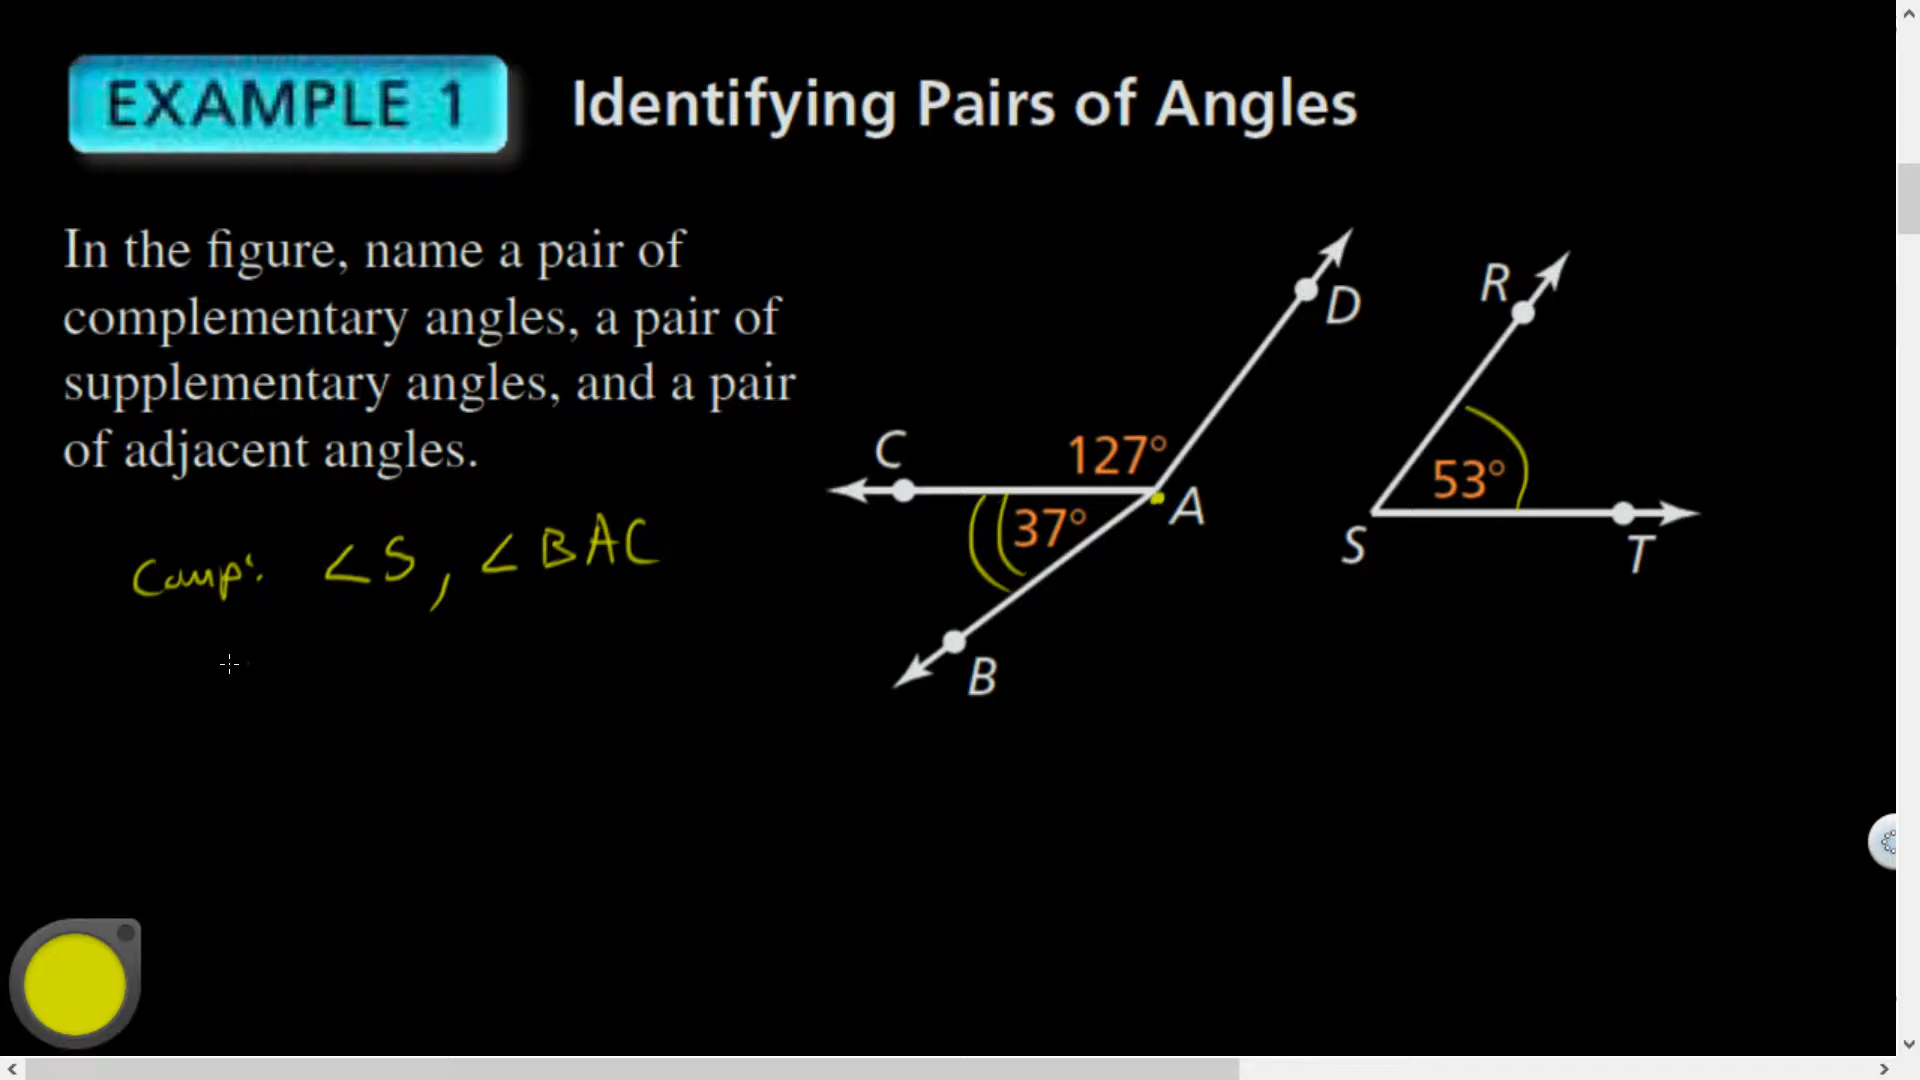 EXAMPLE 1 Identifying Pairs of Angles
In the figure, name a pair of
complementary angles, a pair of
supplementary angles, and a pair
of adjacent angles.
Comp: ∠S, ∠BAC
D
R
C
127°
A
37°
B
53°
S
T